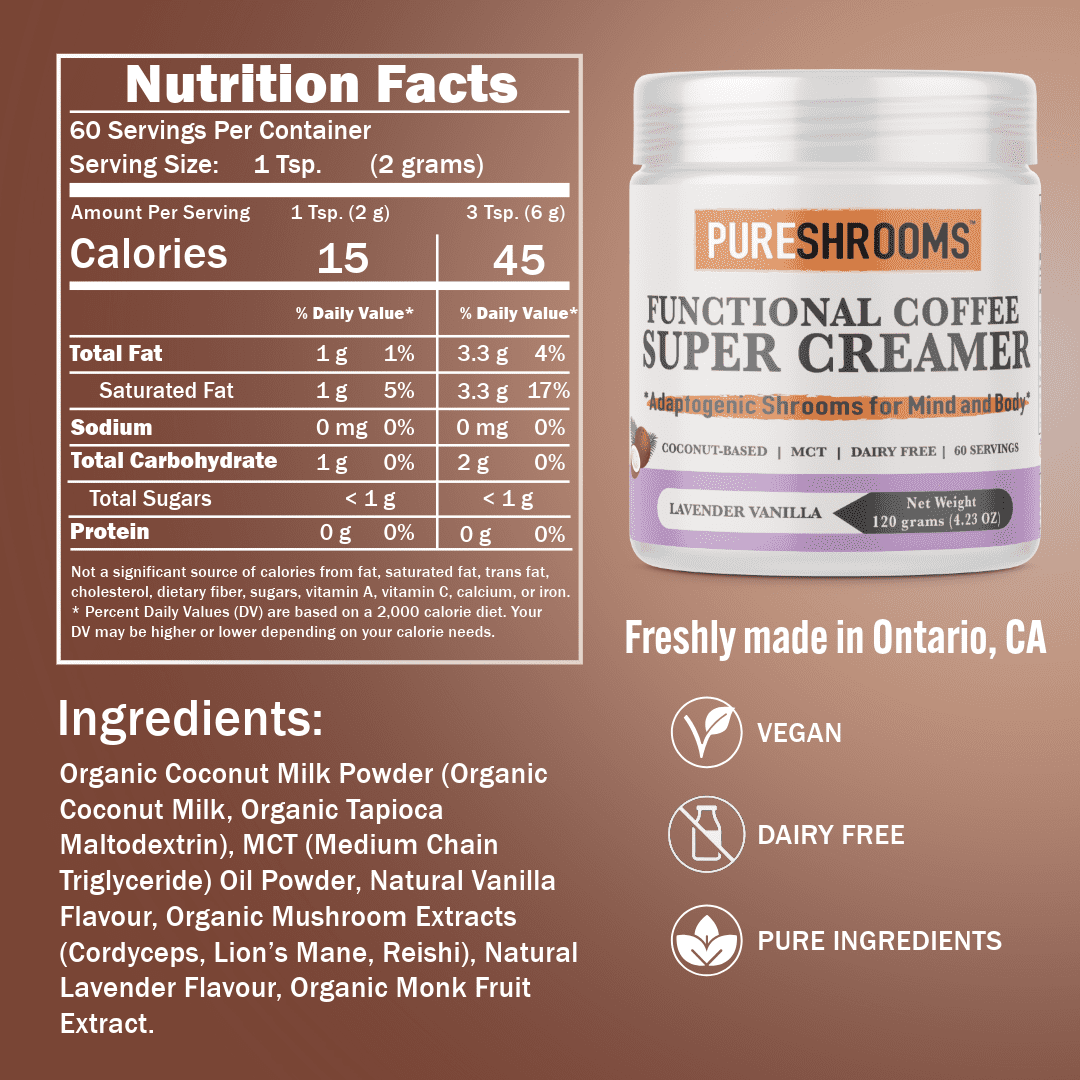 Nutrition Facts
60 Servings Per Container
Serving Size: 1 Tsp. (2 grams)
Amount Per Serving 1 Tsp. (2 g) 3 Tsp. (6 g)
Calories 15 45
% Daily Value* % Daily Value*
Total Fat 1 g 1% 3.3 g 4%
Saturated Fat 1 g 5% 3.3 g 17%
Sodium 0 mg 0% 0 mg 0%
Total Carbohydrate 1 g 0% 2 g 0%
Total Sugars < 1 g < 1 g
Protein 0 g 0% 0 g 0%
Not a significant source of calories from fat, saturated fat, trans fat,
cholesterol, dietary fiber, sugars, vitamin A, vitamin C, calcium, or iron.
* Percent Daily Values (DV) are based on a 2,000 calorie diet. Your
DV may be higher or lower depending on your calorie needs.
Ingredients:
Organic Coconut Milk Powder (Organic
Coconut Milk, Organic Tapioca
Maltodextrin), MCT (Medium Chain
Triglyceride) Oil Powder, Natural Vanilla
Flavour, Organic Mushroom Extracts
(Cordyceps, Lion's Mane, Reishi), Natural
Lavender Flavour, Organic Monk Fruit
Extract.
PURESHROOMS™
FUNCTIONAL COFFEE
SUPER CREAMER
*Adaptogenic Shrooms for Mind and Body*
COCONUT-BASED | MCT | DAIRY FREE | 60 SERVINGS
LAVENDER VANILLA
Net Weight
120 grams (4.23 OZ)
Freshly made in Ontario, CA
VEGAN
DAIRY FREE
PURE INGREDIENTS